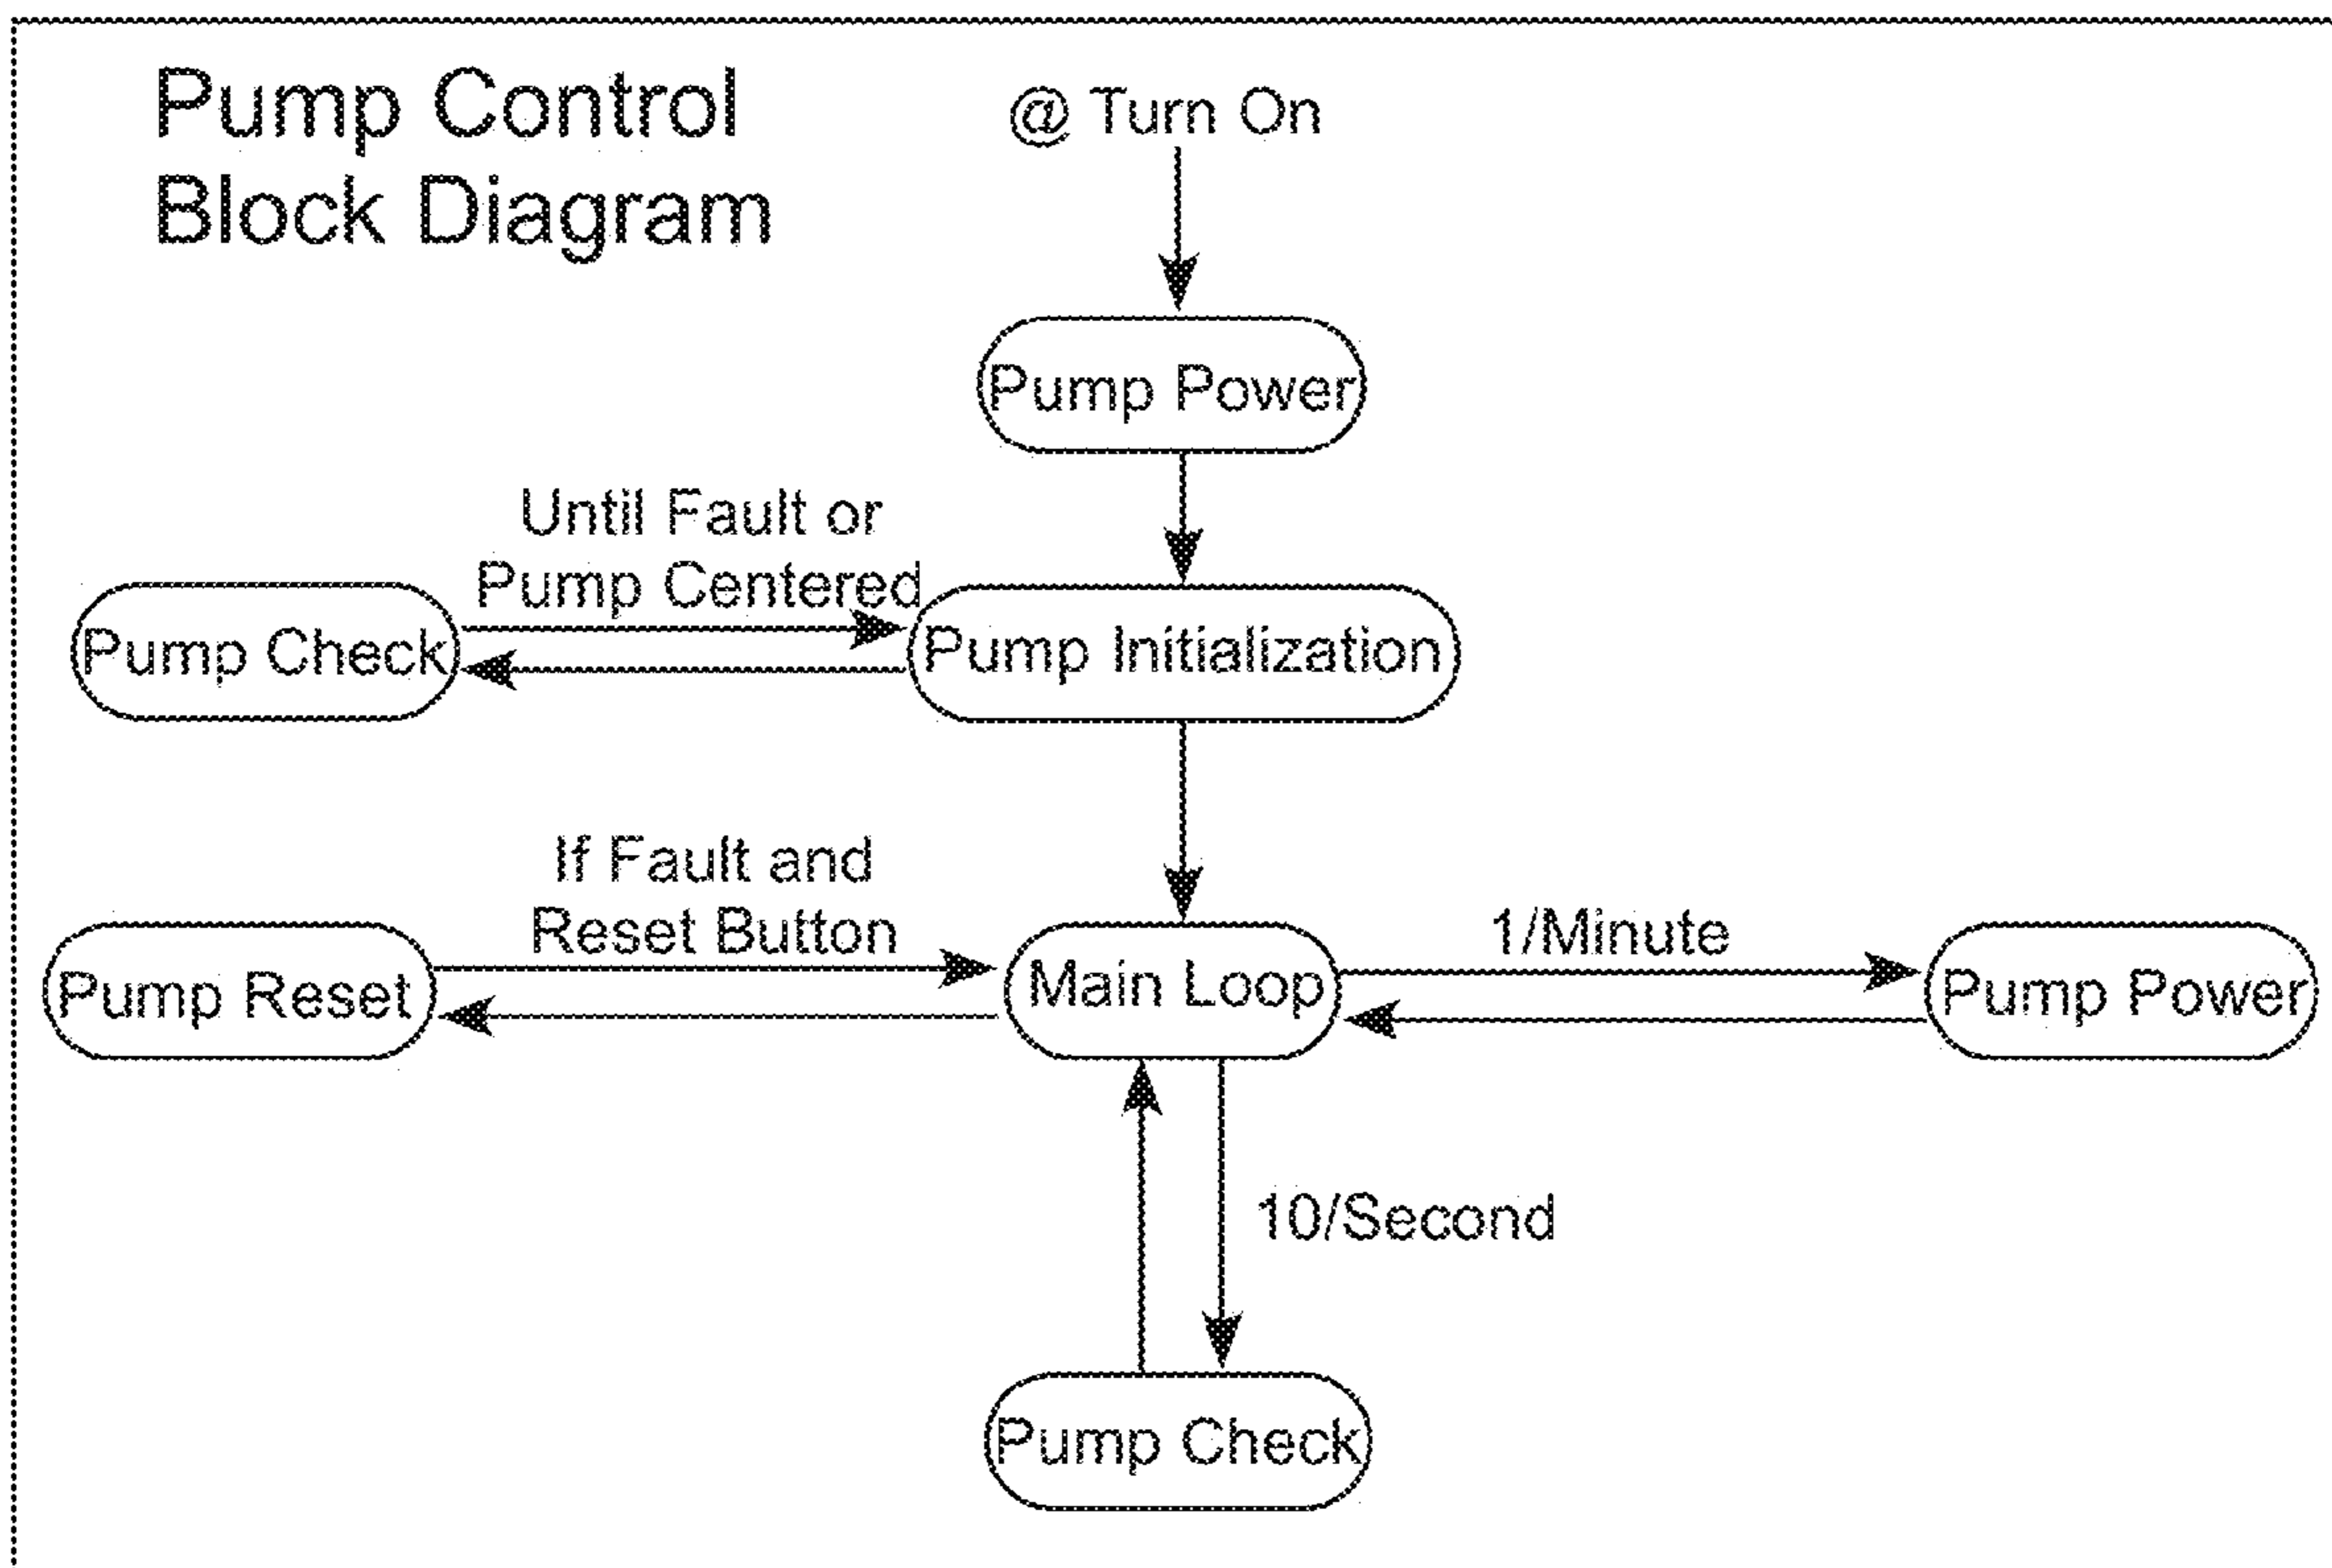 Pump Control
Block Diagram
@ Turn On
Pump Power
Until Fault or
Pump Centered
Pump Check
Pump Initialization
If Fault and
Reset Button
1/Minute
Pump Reset
Main Loop
Pump Power
10/Second
Pump Check